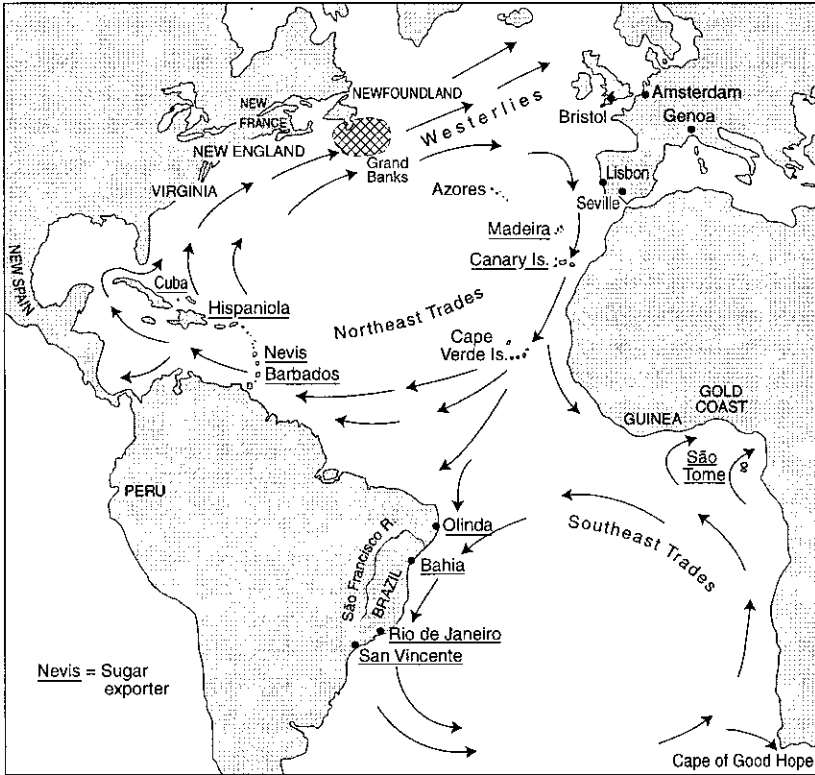 NEWFOUNDLAND
NEW
FRANCE
NEW ENGLAND
Grand
Banks
Westerlies
Bristol
Amsterdam
Genoa
VIRGINIA
Azores
Lisbon
Seville
Madeira
Canary Is.
NEW SPAIN
Cuba
Hispaniola
Northeast Trades
Nevis
Barbados
Cape
Verde Is.
GOLD
COAST
GUINEA
São
Tome
PERU
Olinda
Southeast Trades
São Francisco R.
BRAZIL
Bahia
Rio de Janeiro
San Vincente
Nevis = Sugar
exporter
Cape of Good Hope